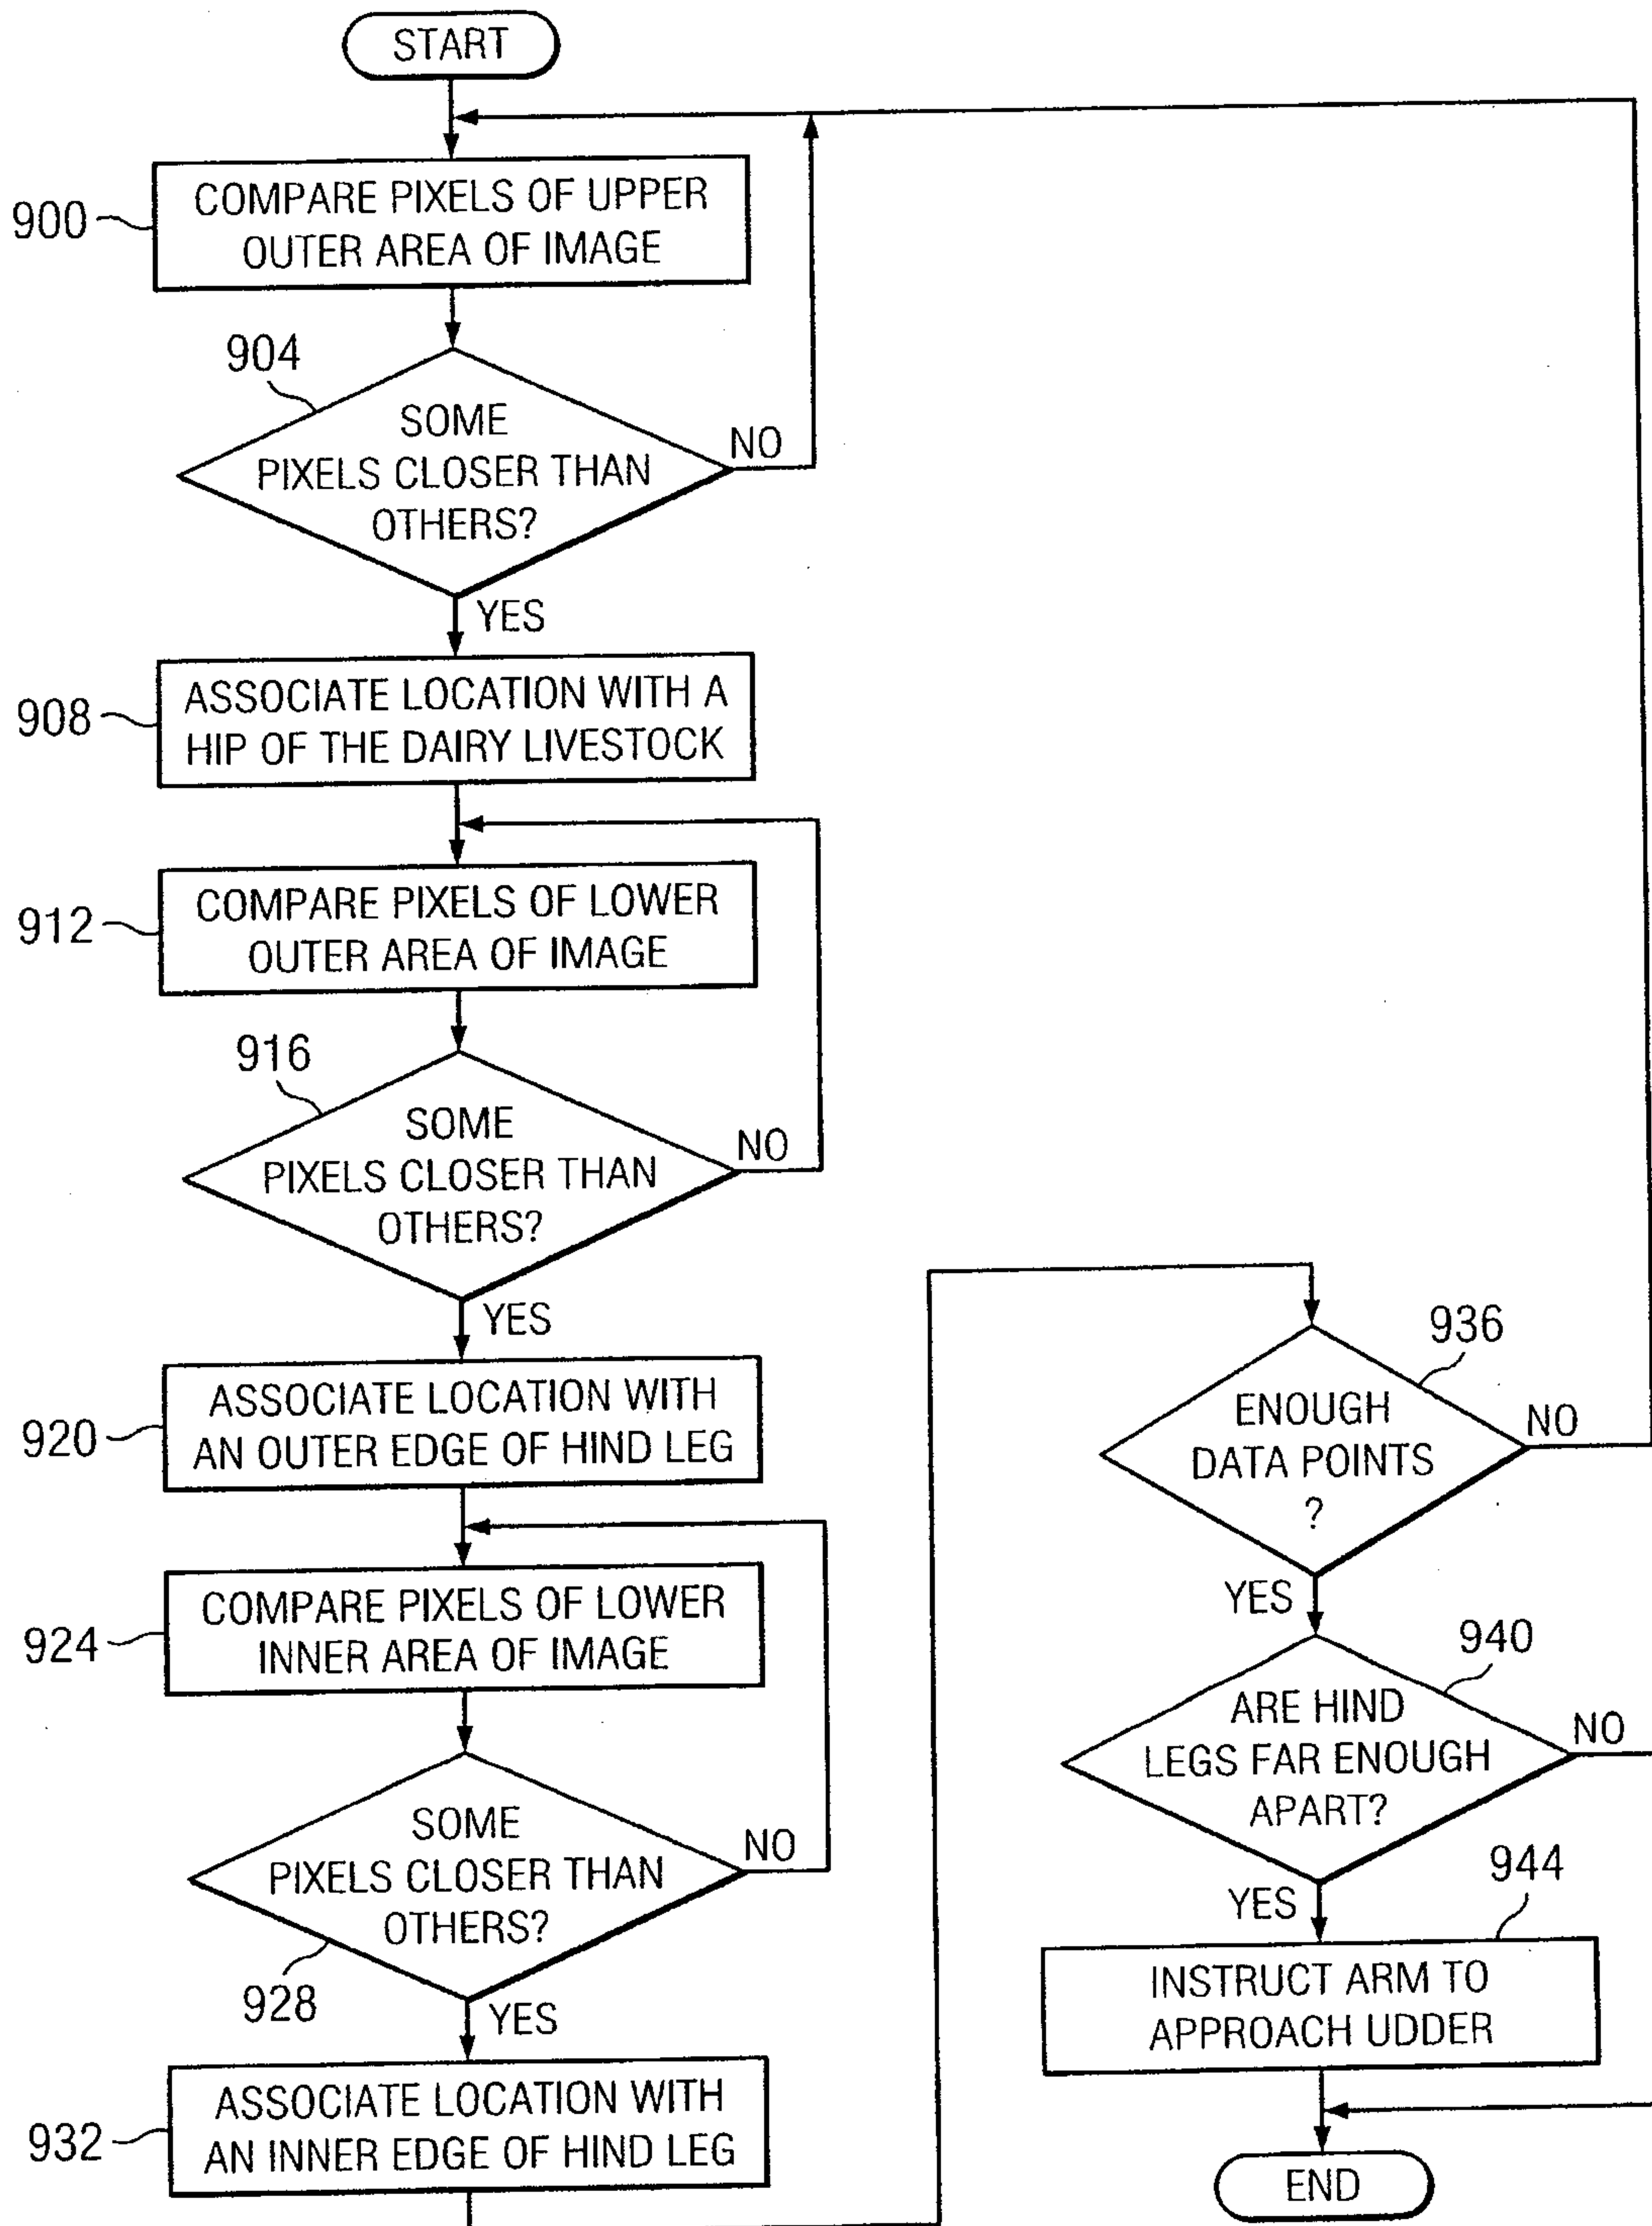 START
900
COMPARE PIXELS OF UPPER
OUTER AREA OF IMAGE
904
SOME
PIXELS CLOSER THAN
OTHERS?
NO
YES
908
ASSOCIATE LOCATION WITH A
HIP OF THE DAIRY LIVESTOCK
912
COMPARE PIXELS OF LOWER
OUTER AREA OF IMAGE
916
SOME
PIXELS CLOSER THAN
OTHERS?
NO
YES
920
ASSOCIATE LOCATION WITH
AN OUTER EDGE OF HIND LEG
924
COMPARE PIXELS OF LOWER
INNER AREA OF IMAGE
SOME
PIXELS CLOSER THAN
OTHERS?
NO
928
YES
932
ASSOCIATE LOCATION WITH
AN INNER EDGE OF HIND LEG
936
ENOUGH
DATA POINTS
?
NO
YES
940
ARE HIND
LEGS FAR ENOUGH
APART?
NO
YES
944
INSTRUCT ARM TO
APPROACH UDDER
END